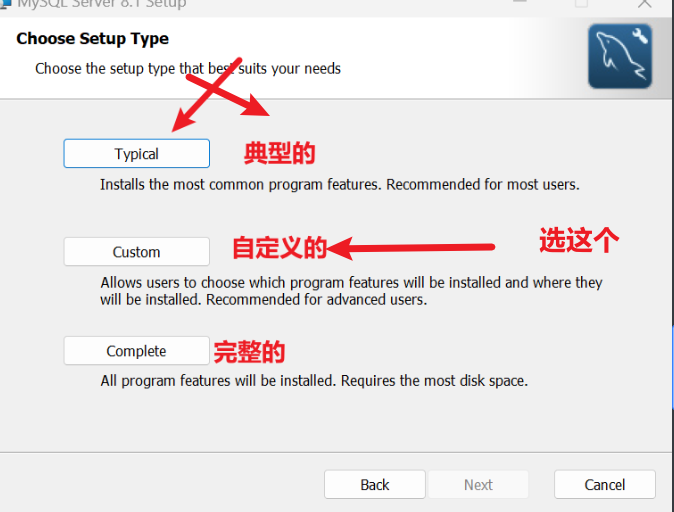 MySQL Server 8.1 Setup
Choose Setup Type
Choose the setup type that best suits your needs
Typical
典型的
Installs the most common program features. Recommended for most users.
Custom
自定义的
选这个
Allows users to choose which program features will be installed and where they
will be installed. Recommended for advanced users.
Complete
完整的
All program features will be installed. Requires the most disk space.
Back
Next
Cancel